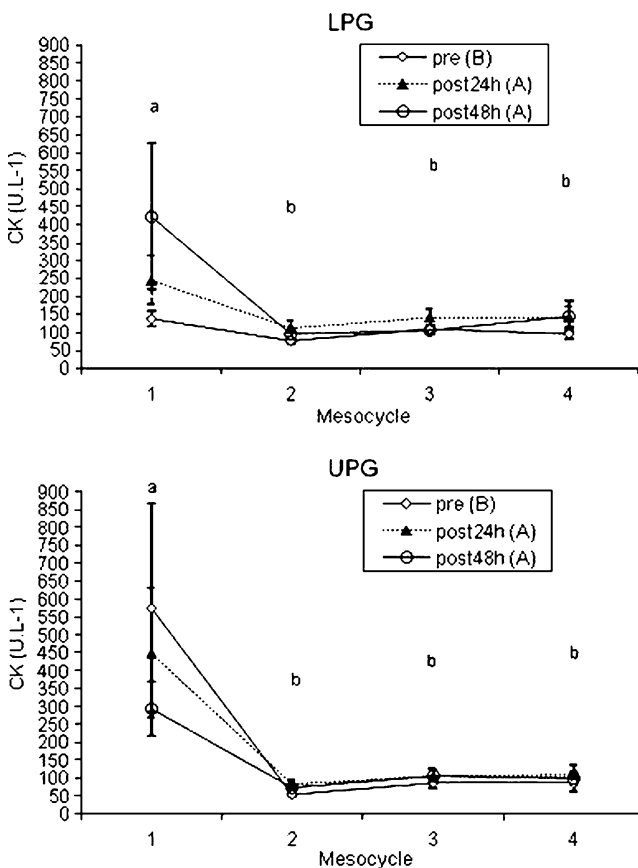 LPG
900
850
800
750
700
650
600
550
500
450
400
350
300
250
200
150
100
50
0
CK (U.L-1)
pre (B)
post24h (A)
post48h (A)
a
b
b
b
1 2 3 4
Mesocycle
UPG
900
850
800
750
700
650
600
550
500
450
400
350
300
250
200
150
100
50
0
CK (U.L-1)
pre (B)
post24h (A)
post48h (A)
a
b
b
b
1 2 3 4
Mesocycle